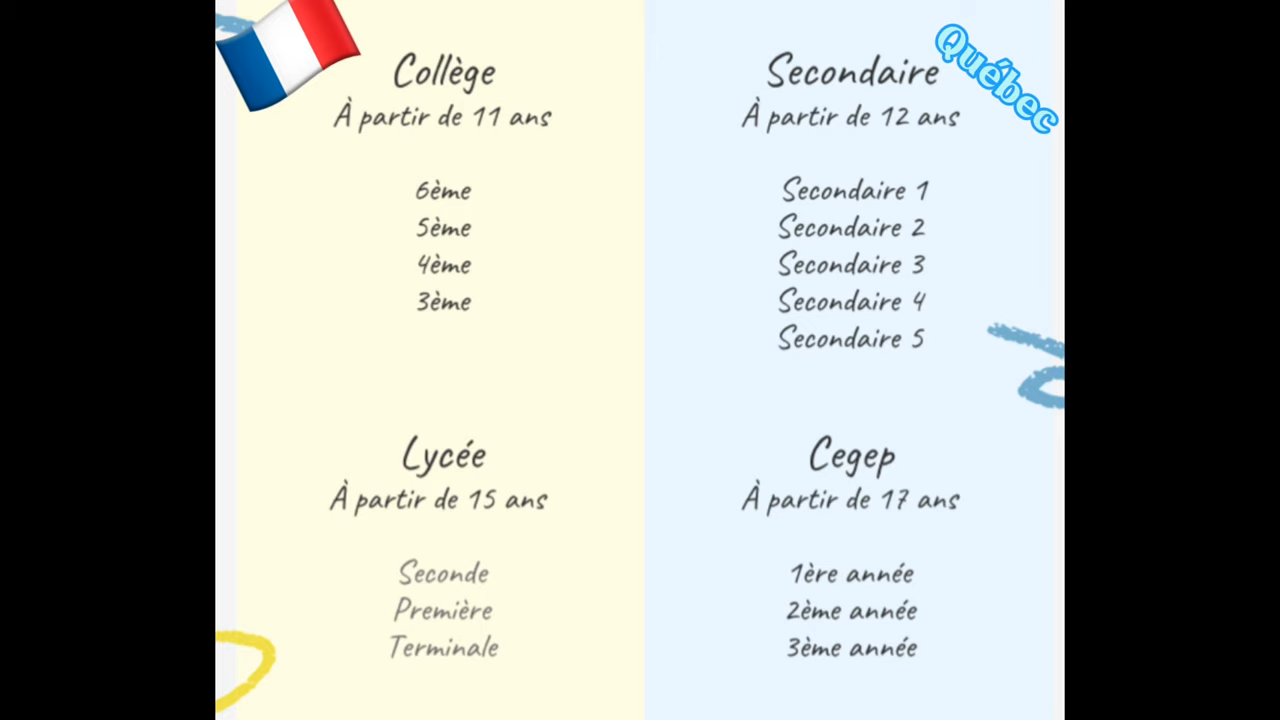 Collège
À partir de 11 ans
6ème
5ème
4ème
3ème
Lycée
À partir de 15 ans
Seconde
Première
Terminale
Québec
Secondaire
À partir de 12 ans
Secondaire 1
Secondaire 2
Secondaire 3
Secondaire 4
Secondaire 5
Cegep
À partir de 17 ans
1ère année
2ème année
3ème année